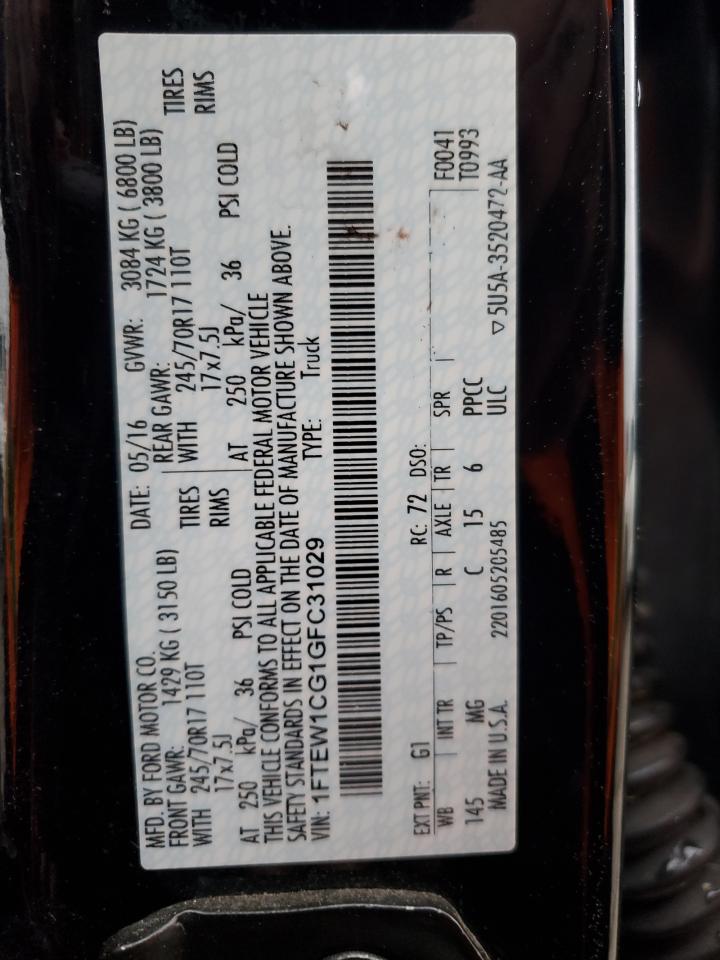 MFD. BY FORD MOTOR CO.
DATE: 05/16 GVWR: 3084 KG ( 6800 LB)
FRONT GAWR: 1429 KG ( 3150 LB)
REAR GAWR: 1724 KG ( 3800 LB)
WITH 245/70R17 110T TIRES
WITH 245/70R17 110T TIRES
17x7.5J RIMS
17x7.5J RIMS
AT 250 kPa/ 36 PSI COLD
AT 250 kPa/ 36 PSI COLD
THIS VEHICLE CONFORMS TO ALL APPLICABLE FEDERAL MOTOR VEHICLE
SAFETY STANDARDS IN EFFECT ON THE DATE OF MANUFACTURE SHOWN ABOVE.
VIN: 1FTEW1CG1GFC31029 TYPE: Truck
EXT PNT: G1 RC: 72 DSO:
WB INT TR TP/PS R AXLE TR SPR F0041
145 MG C 15 6 PPCC T0993
MADE IN U.S.A. 2201605205485 ULC ▽5U5A-3520472-AA